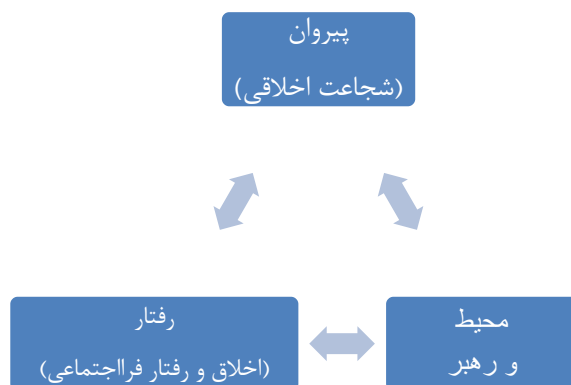 پیروان
(شجاعت اخلاقی)
محیط
و رهبر
رفتار
(اخلاق و رفتار فرااجتماعی)